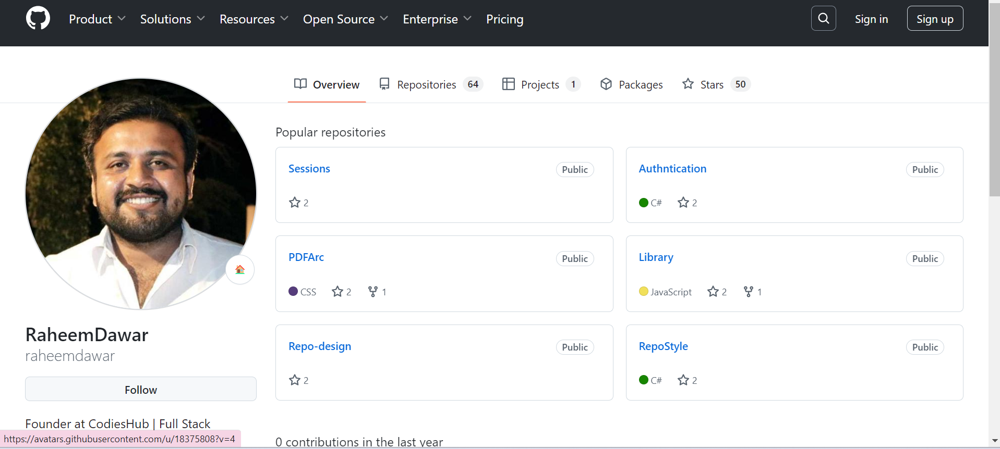 Product Solutions Resources Open Source Enterprise Pricing Sign in Sign up
Overview Repositories 64 Projects 1 Packages Stars 50
RaheemDawar
raheemdawar
Follow
Founder at CodiesHub | Full Stack
Popular repositories
Sessions Public
2
Authntication Public
C# 2
PDFArc Public
CSS 2 1
Library Public
JavaScript 2 1
Repo-design Public
2
RepoStyle Public
C# 2
0 contributions in the last year
https://avatars.githubusercontent.com/u/18375808?v=4